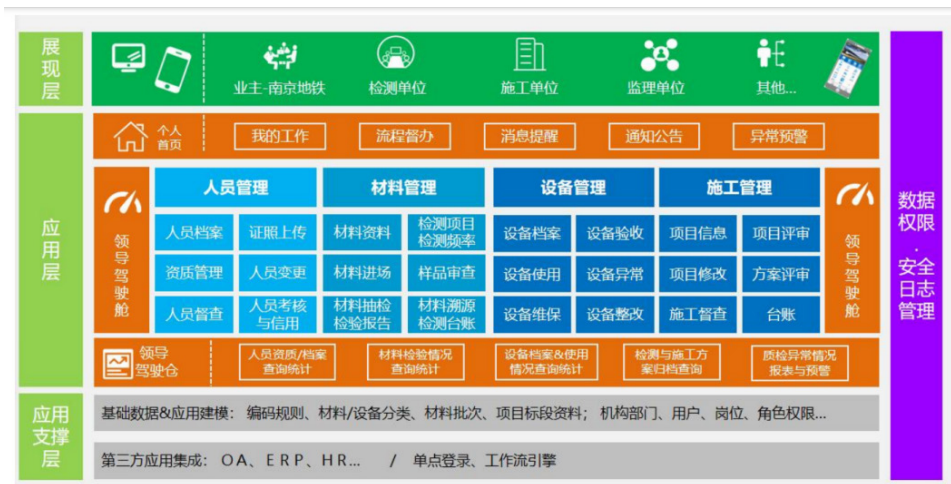 展
现
层
业主-南京地铁
检测单位
施工单位
监理单位
其他...
应
用
层
个人
首页
我的工作
流程督办
消息提醒
通知公告
异常预警
领
导
驾
驶
舱
人员管理
材料管理
设备管理
施工管理
人员档案
证照上传
材料资料
检测项目
检测频率
设备档案
设备验收
项目信息
项目评审
资质管理
人员变更
材料进场
样品审查
设备使用
设备异常
项目修改
方案评审
人员督查
人员考核
与信用
材料抽检
检验报告
材料溯源
检测台账
设备维保
设备整改
施工督查
台账
领
导
驾
驶
舱
领导
驾驶仓
人员资质/档案
查询统计
材料检验情况
查询统计
设备档案&使用
情况查询统计
检测与施工方
案归档查询
质检异常情况
报表与预警
应用
支撑
层
基础数据&应用建模：编码规则、材料/设备分类、材料批次、项目标段资料；机构部门、用户、岗位、角色权限...
第三方应用集成：OA、ERP、HR... / 单点登录、工作流引擎
数据
权限
·
安全
日志
管理